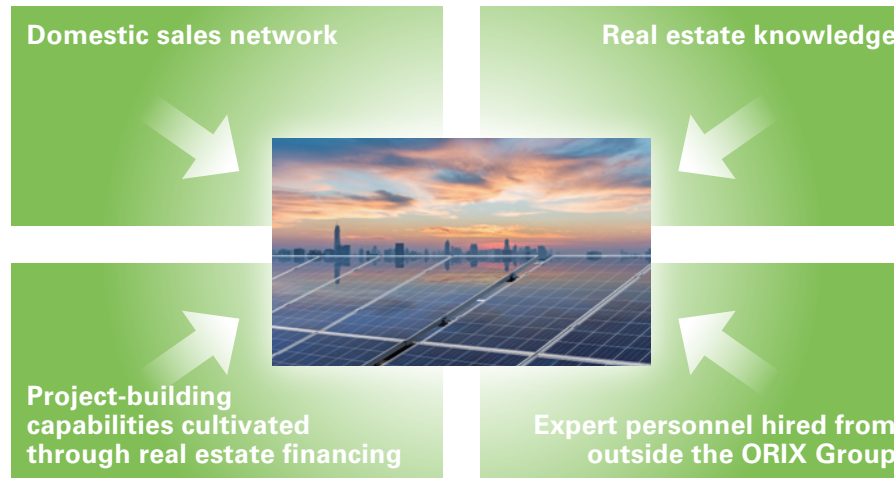 Domestic sales network
Real estate knowledge
Project-building
capabilities cultivated
through real estate financing
Expert personnel hired from
outside the ORIX Group